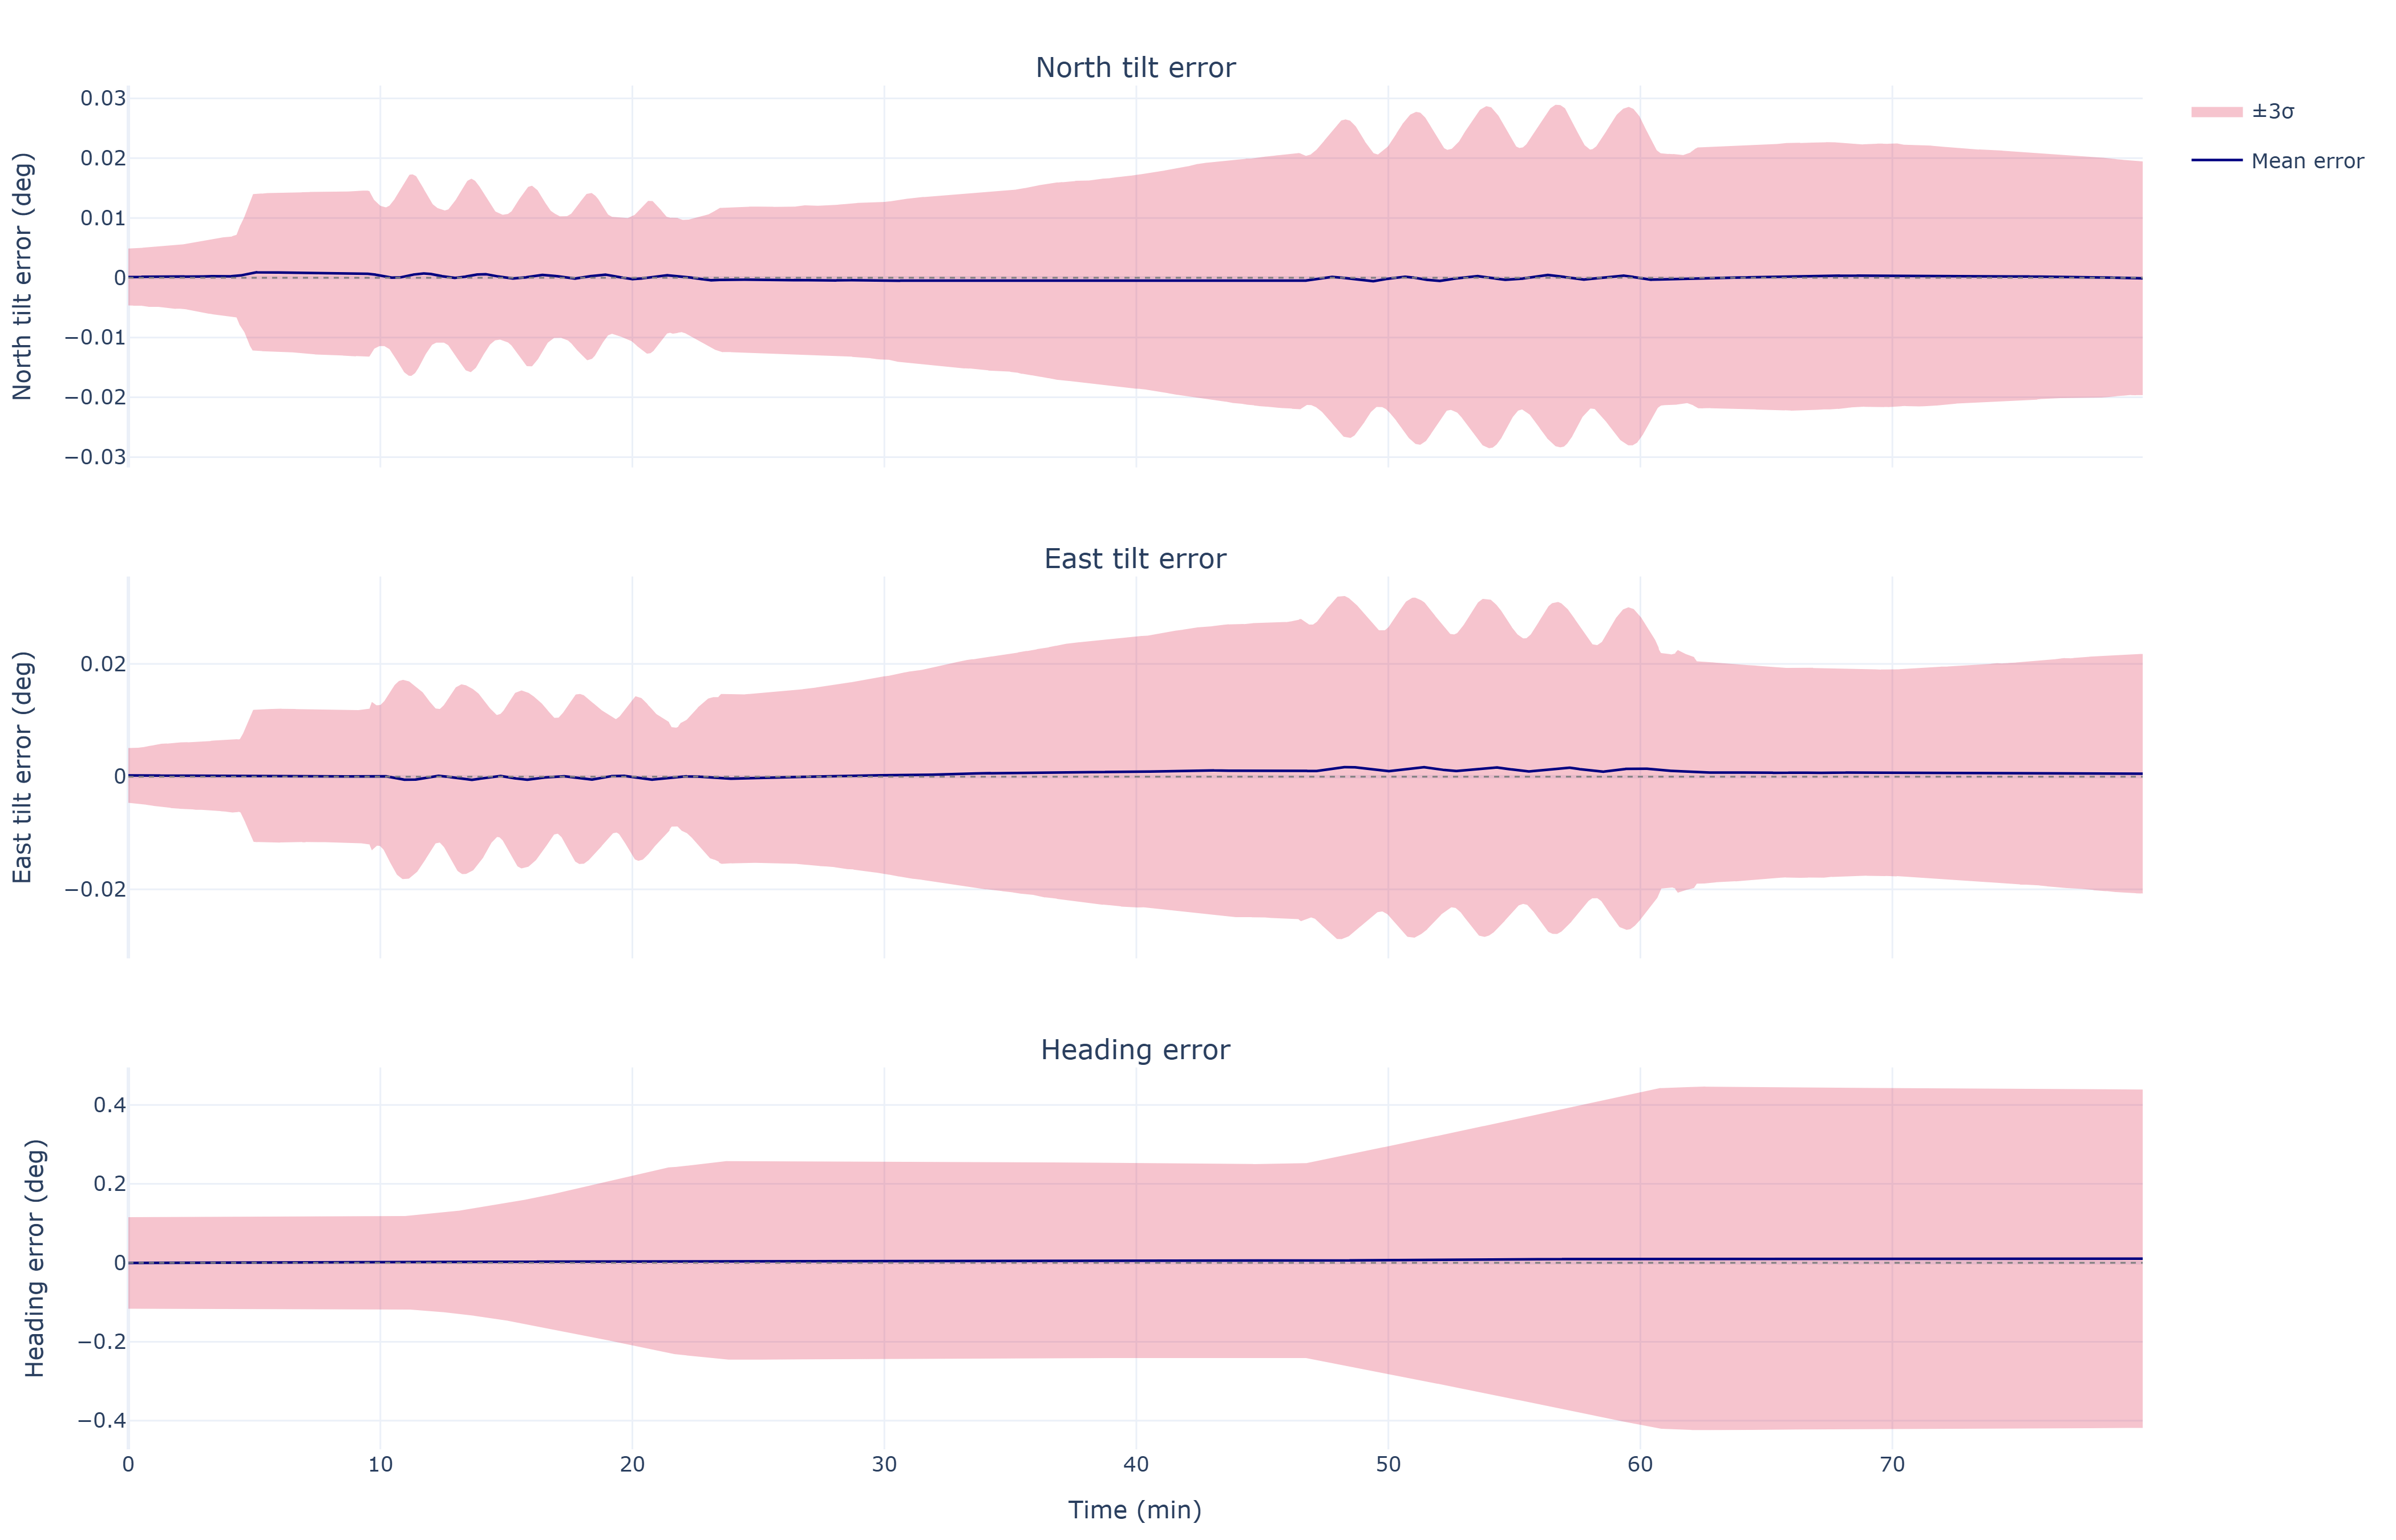 North tilt error
North tilt error (deg)
0.03
0.02
0.01
0
−0.01
−0.02
−0.03
±3σ
Mean error
East tilt error
East tilt error (deg)
0.02
0
−0.02
Heading error
Heading error (deg)
0.4
0.2
0
−0.2
−0.4
0 10 20 30 40 50 60 70
Time (min)